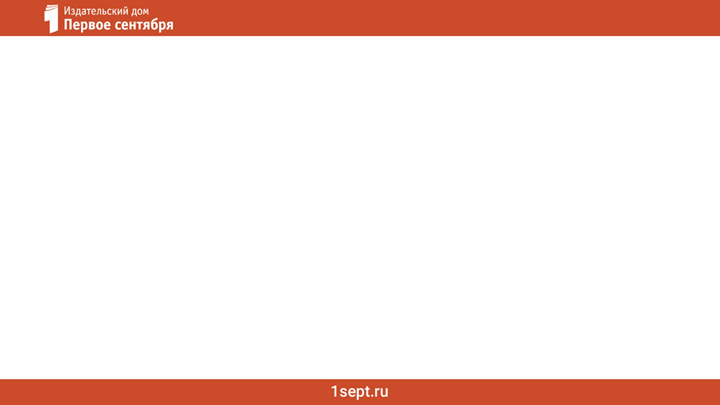 Издательский дом
Первое сентября
1sept.ru